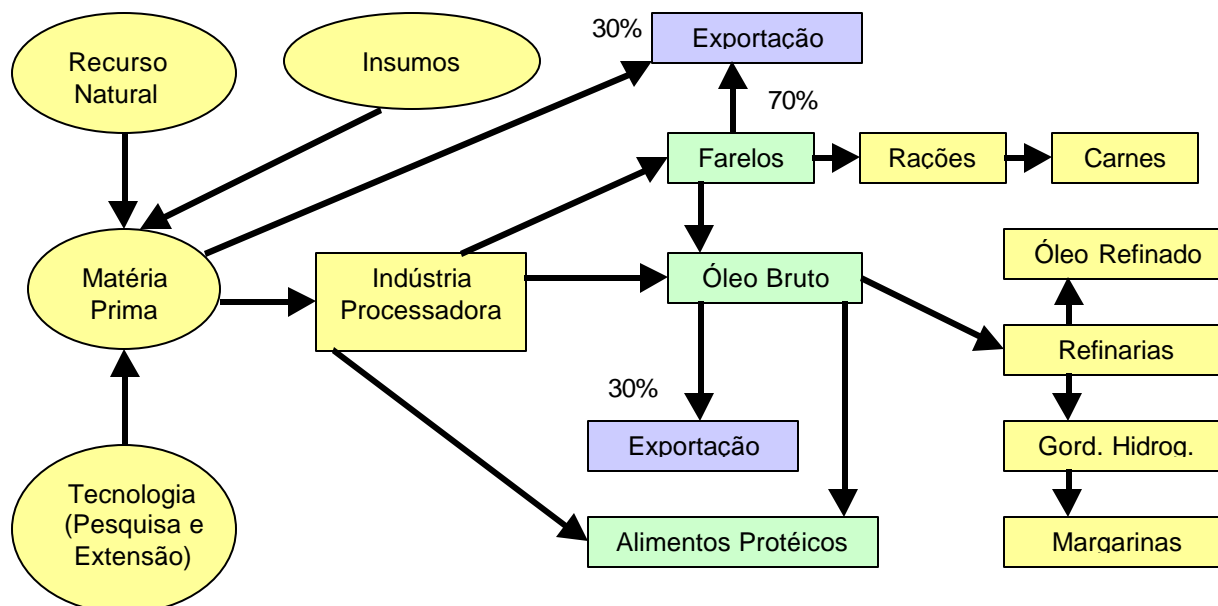 30%
Exportação
Recurso
Natural
Insumos
70%
Farelos
Rações
Carnes
Matéria
Prima
Indústria
Processadora
Óleo Bruto
Óleo Refinado
Refinarias
30%
Exportação
Gord. Hidrog.
Tecnologia
(Pesquisa e
Extensão)
Alimentos Protéicos
Margarinas